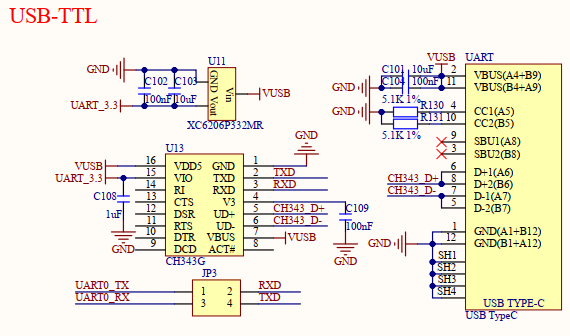 USB-TTL
U11
GND
C102
C103
100nF
10uF
UART_3.3
GND Vout
Vin
VUSB
XC6206P332MR
VUSB
UART
C101
10uF
C104
100nF
GND
2
VBUS(A4+B9)
11
VBUS(B4+A9)
5.1K 1%
R130
GND
R131
5.1K 1%
4
CC1(A5)
10
CC2(B5)
9
SBU1(A8)
3
SBU2(B8)
6
D+1(A6)
CH343_D+
8
D+2(B6)
CH343_D-
7
D-1(A7)
5
D-2(B7)
1
GND(A1+B12)
GND
12
GND(B1+A12)
SH1
SH2
SH3
SH4
USB TYPE-C
USB TypeC
U13
GND
VUSB
16
VDD5
GND
1
UART_3.3
15
VIO
TXD
2
TXD
14
RI
RXD
3
RXD
13
CTS
V3
4
12
DSR
UD+
5
CH343_D+
11
RTS
UD-
6
CH343_D-
10
DTR
VBUS
7
VUSB
9
DCD
ACT#
8
CH343G
C108
1uF
GND
C109
100nF
GND
JP3
UART0_TX
1
2
RXD
UART0_RX
3
4
TXD